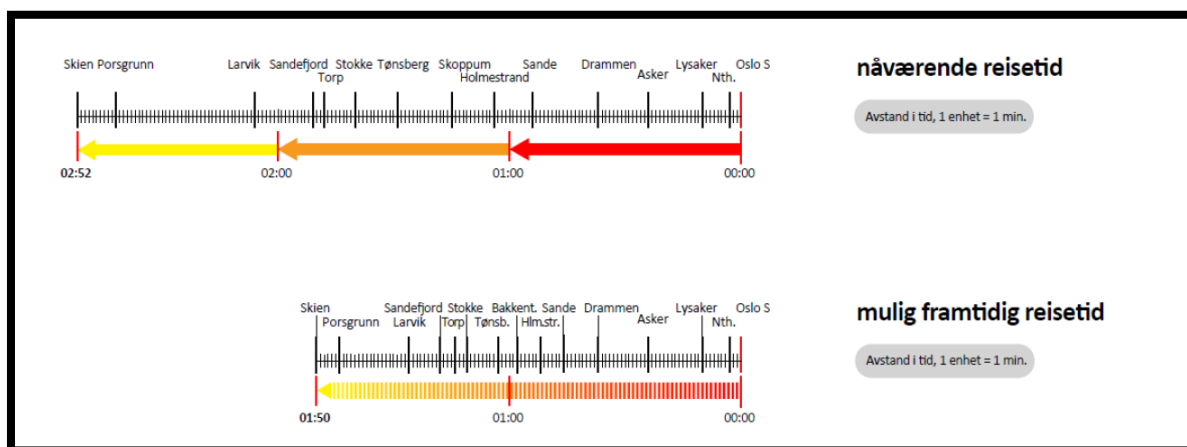 Skien Porsgrunn Larvik Sandefjord Stokke Tønsberg Skoppum Sande Drammen Lysaker Oslo S
Torp Holmestrand Asker Nth.
nåværende reisetid
Avstand i tid, 1 enhet = 1 min.
02:52 02:00 01:00 00:00
Skien Sandefjord Stokke Bakkent. Sande Drammen Lysaker Oslo S
Porsgrunn Larvik Torp Tønsb. Hlm.str. Asker Nth.
mulig framtidig reisetid
Avstand i tid, 1 enhet = 1 min.
01:50 01:00 00:00